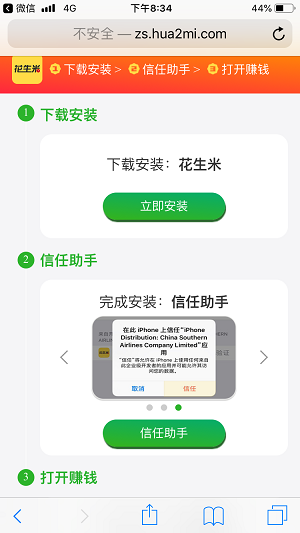 微信 4G 下午8:34 44%
不安全 — zs.hua2mi.com
花生米 下载安装 > 信任助手 > 打开赚钱
1 下载安装
下载安装：花生米
立即安装
2 信任助手
完成安装：信任助手
在此 iPhone 上信任“iPhone
Distribution: China Southern
Airlines Company Limited”应
用
“信任”将允许在 iPhone 上使用任何来自
此企业级开发者的应用并可能允许其访
问您的数据。
取消 信任
信任助手
3 打开赚钱